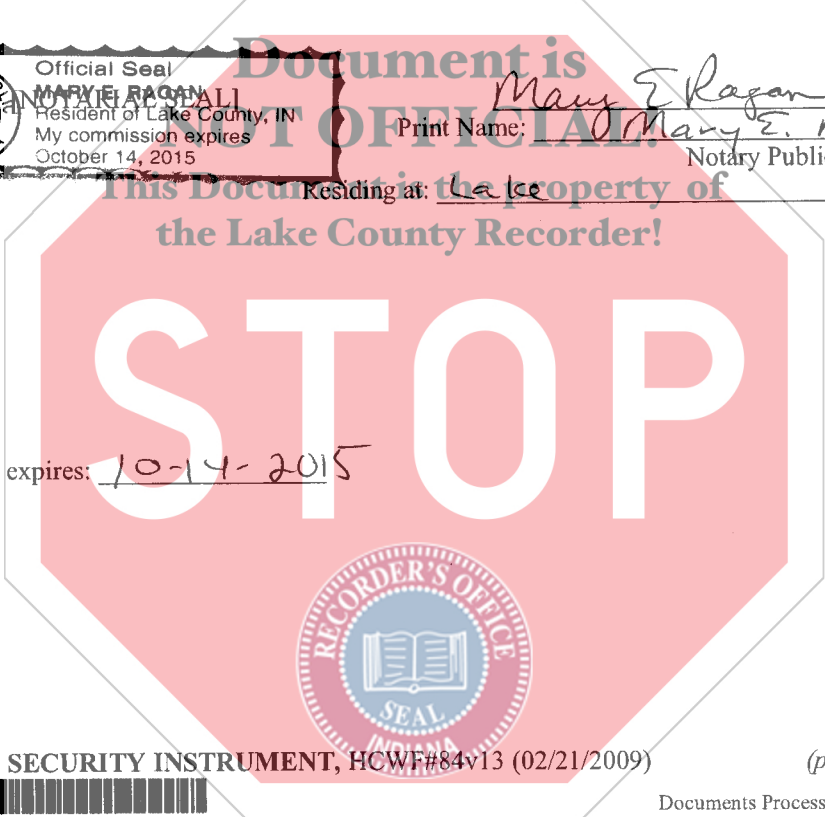 Document is
Official Seal
MARY E. RAGAN
[NOTARIAL SEAL]
Resident of Lake County, IN
My commission expires
October 14, 2015
Mary E Ragan
NOT OFFICIAL!
Print Name: Mary E.
Notary Public
This Document is the property of
Residing at: Lake
the Lake County Recorder!
STOP
expires: 10-14-2015
RECORDER'S OFFICE
SEAL
INDIANA
SECURITY INSTRUMENT, HCWF#84v13 (02/21/2009) (p
Documents Process